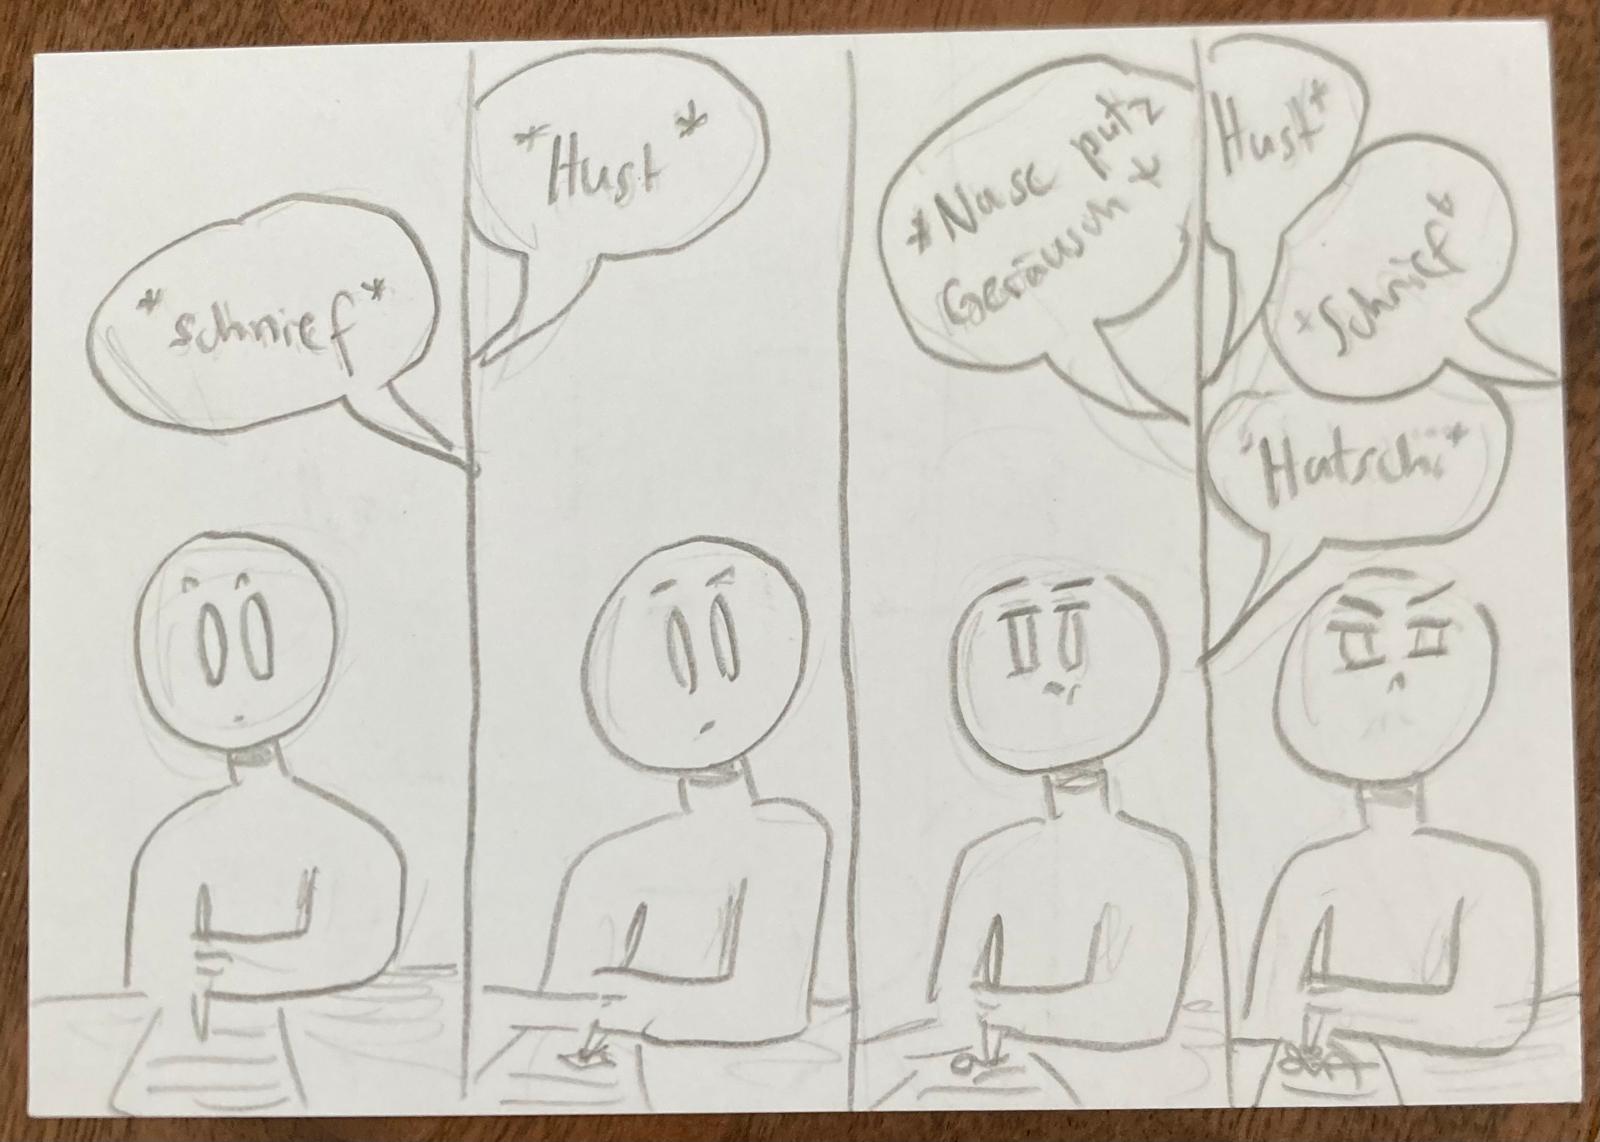 *schnief*
*Hust*
*Nase putz
Geräusch*
Hust*
*Schnief*
*Hatschi*